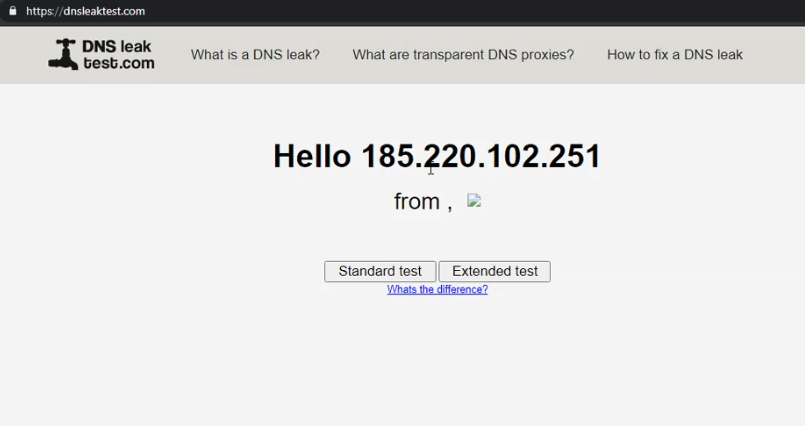 https://dnsleaktest.com
DNS leak
test.com
What is a DNS leak?
What are transparent DNS proxies?
How to fix a DNS leak
Hello 185.220.102.251
from ,
Standard test
Extended test
Whats the difference?